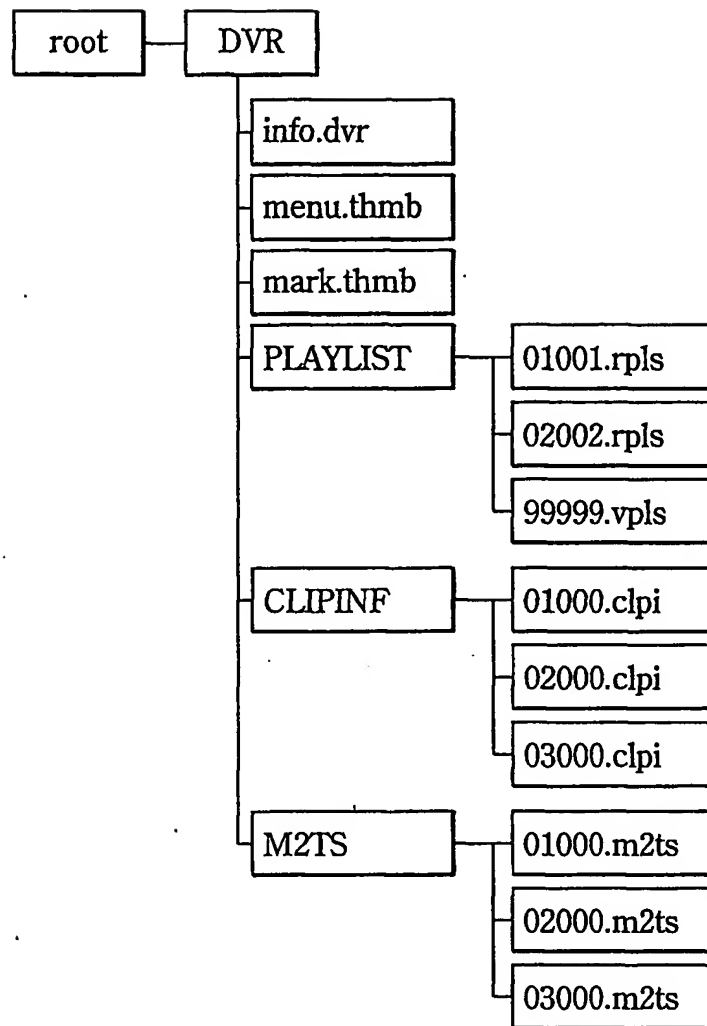 root
DVR
info.dvr
menu.thmb
mark.thmb
PLAYLIST
01001.rpls
02002.rpls
99999.vpls
CLIPINF
01000.clpi
02000.clpi
03000.clpi
M2TS
01000.m2ts
02000.m2ts
03000.m2ts